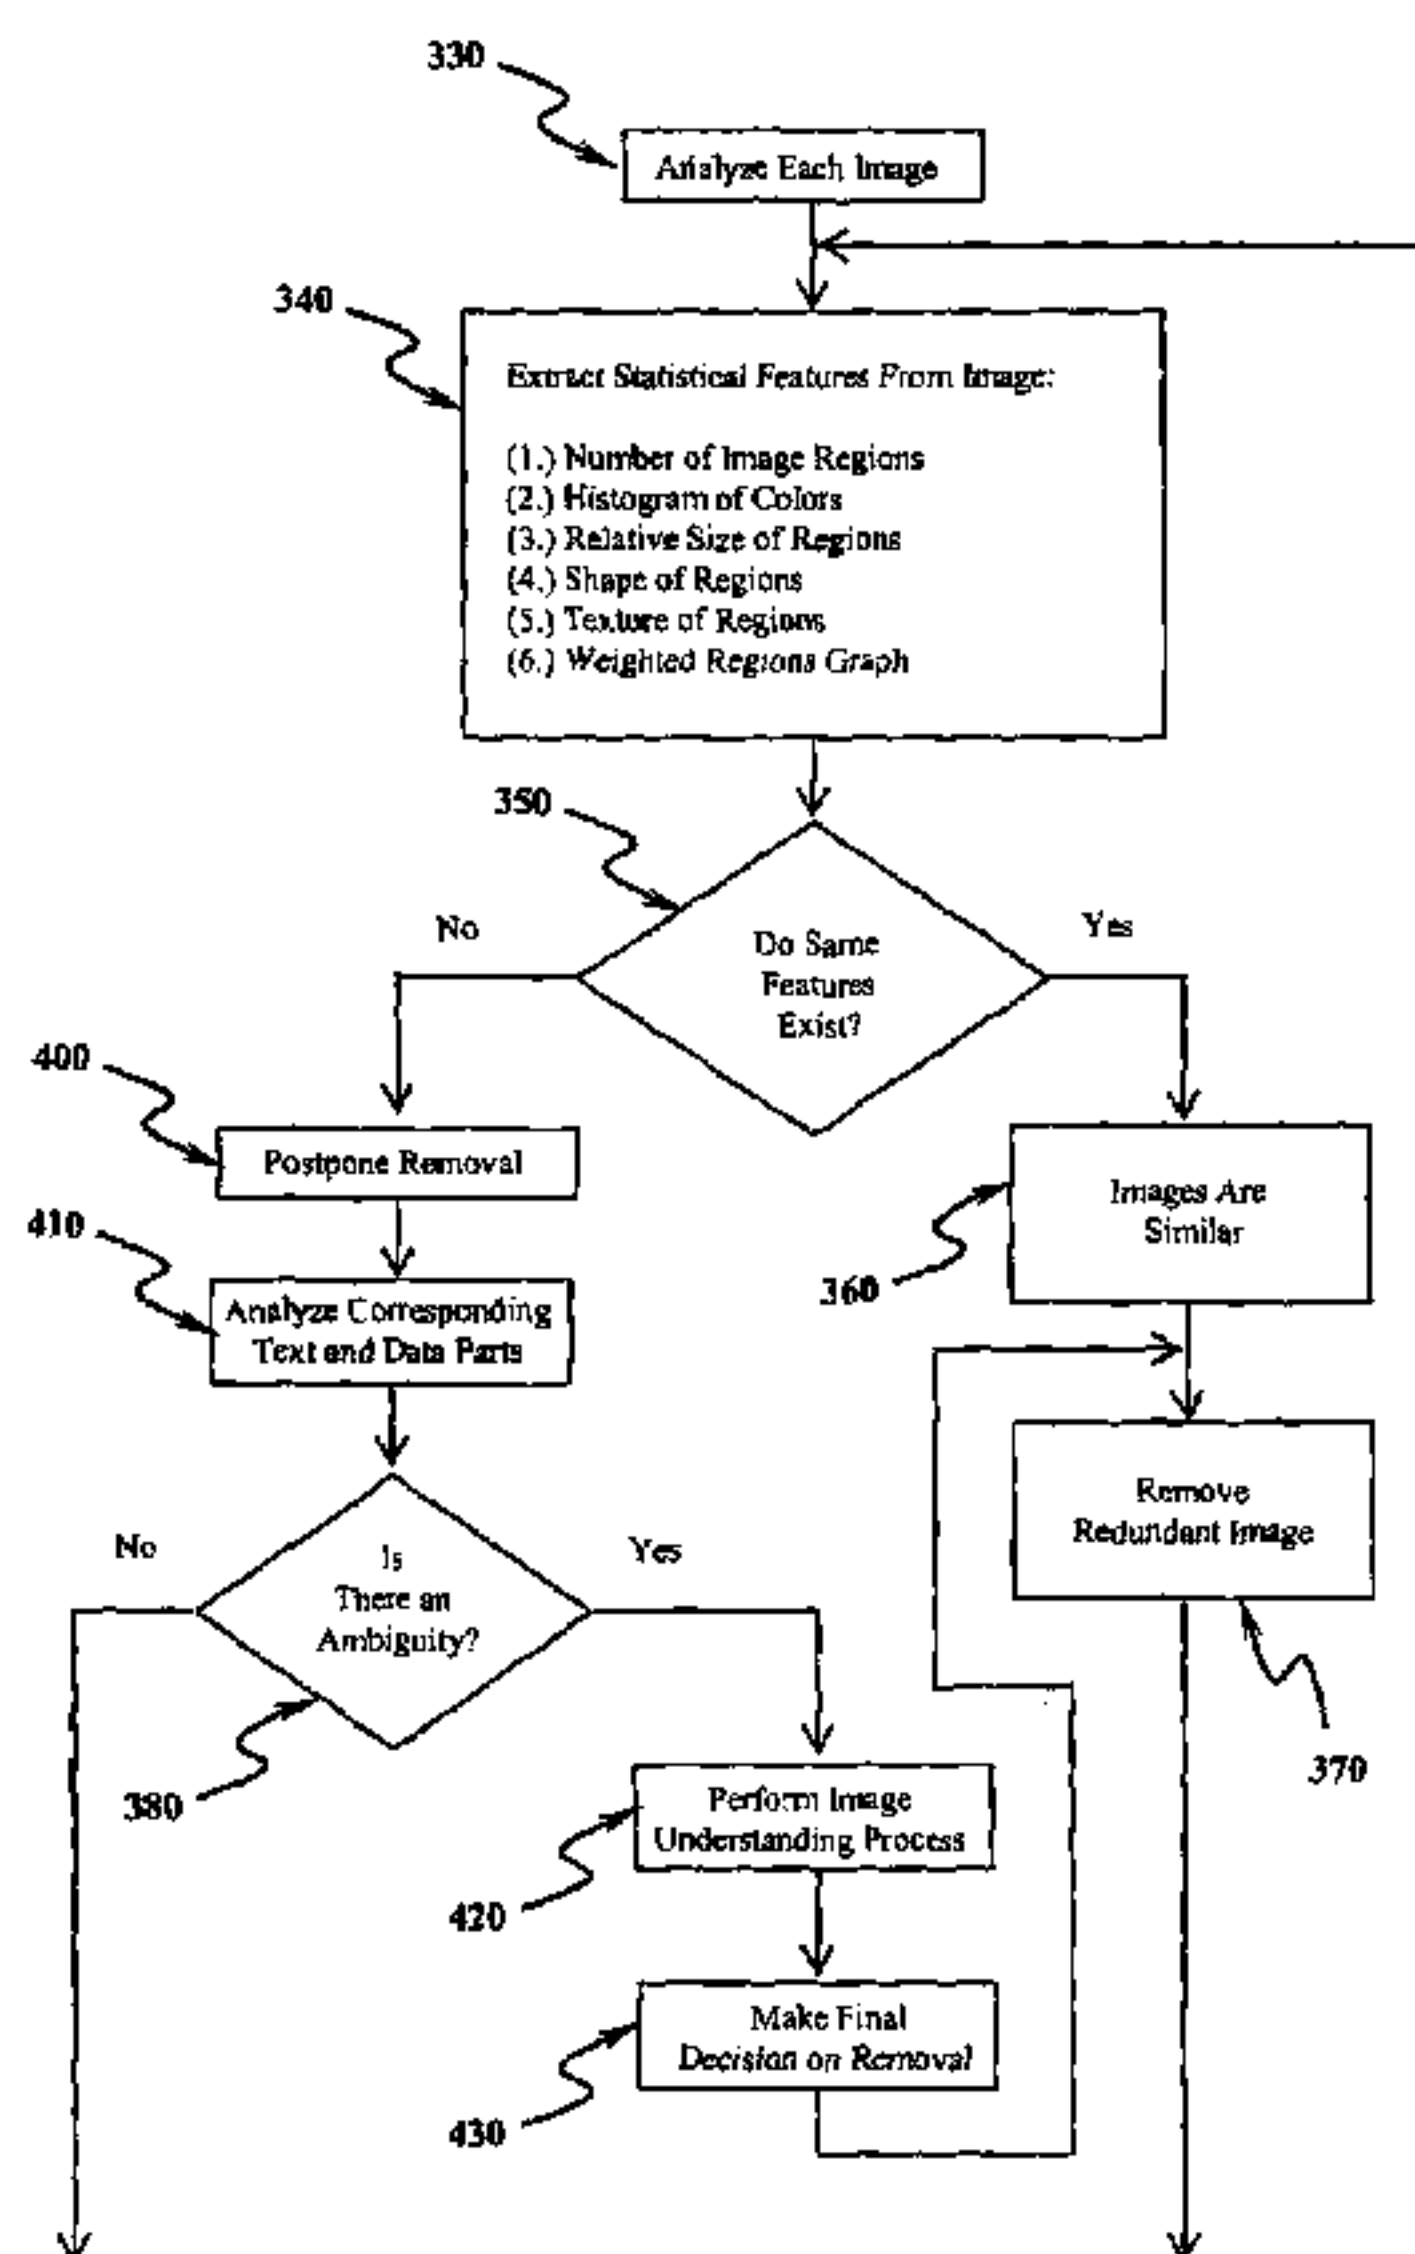 330
Analyze Each Image
340
Extract Statistical Features From Image:
(1.) Number of Image Regions
(2.) Histogram of Colors
(3.) Relative Size of Regions
(4.) Shape of Regions
(5.) Texture of Regions
(6.) Weighted Regions Graph
350
No
Yes
Do Same
Features
Exist?
400
Postpone Removal
410
Analyze Corresponding
Text and Data Parts
Images Are
Similar
360
Remove
Redundant Image
370
No
Yes
Is
There an
Ambiguity?
380
Perform Image
Understanding Process
420
Make Final
Decision on Removal
430